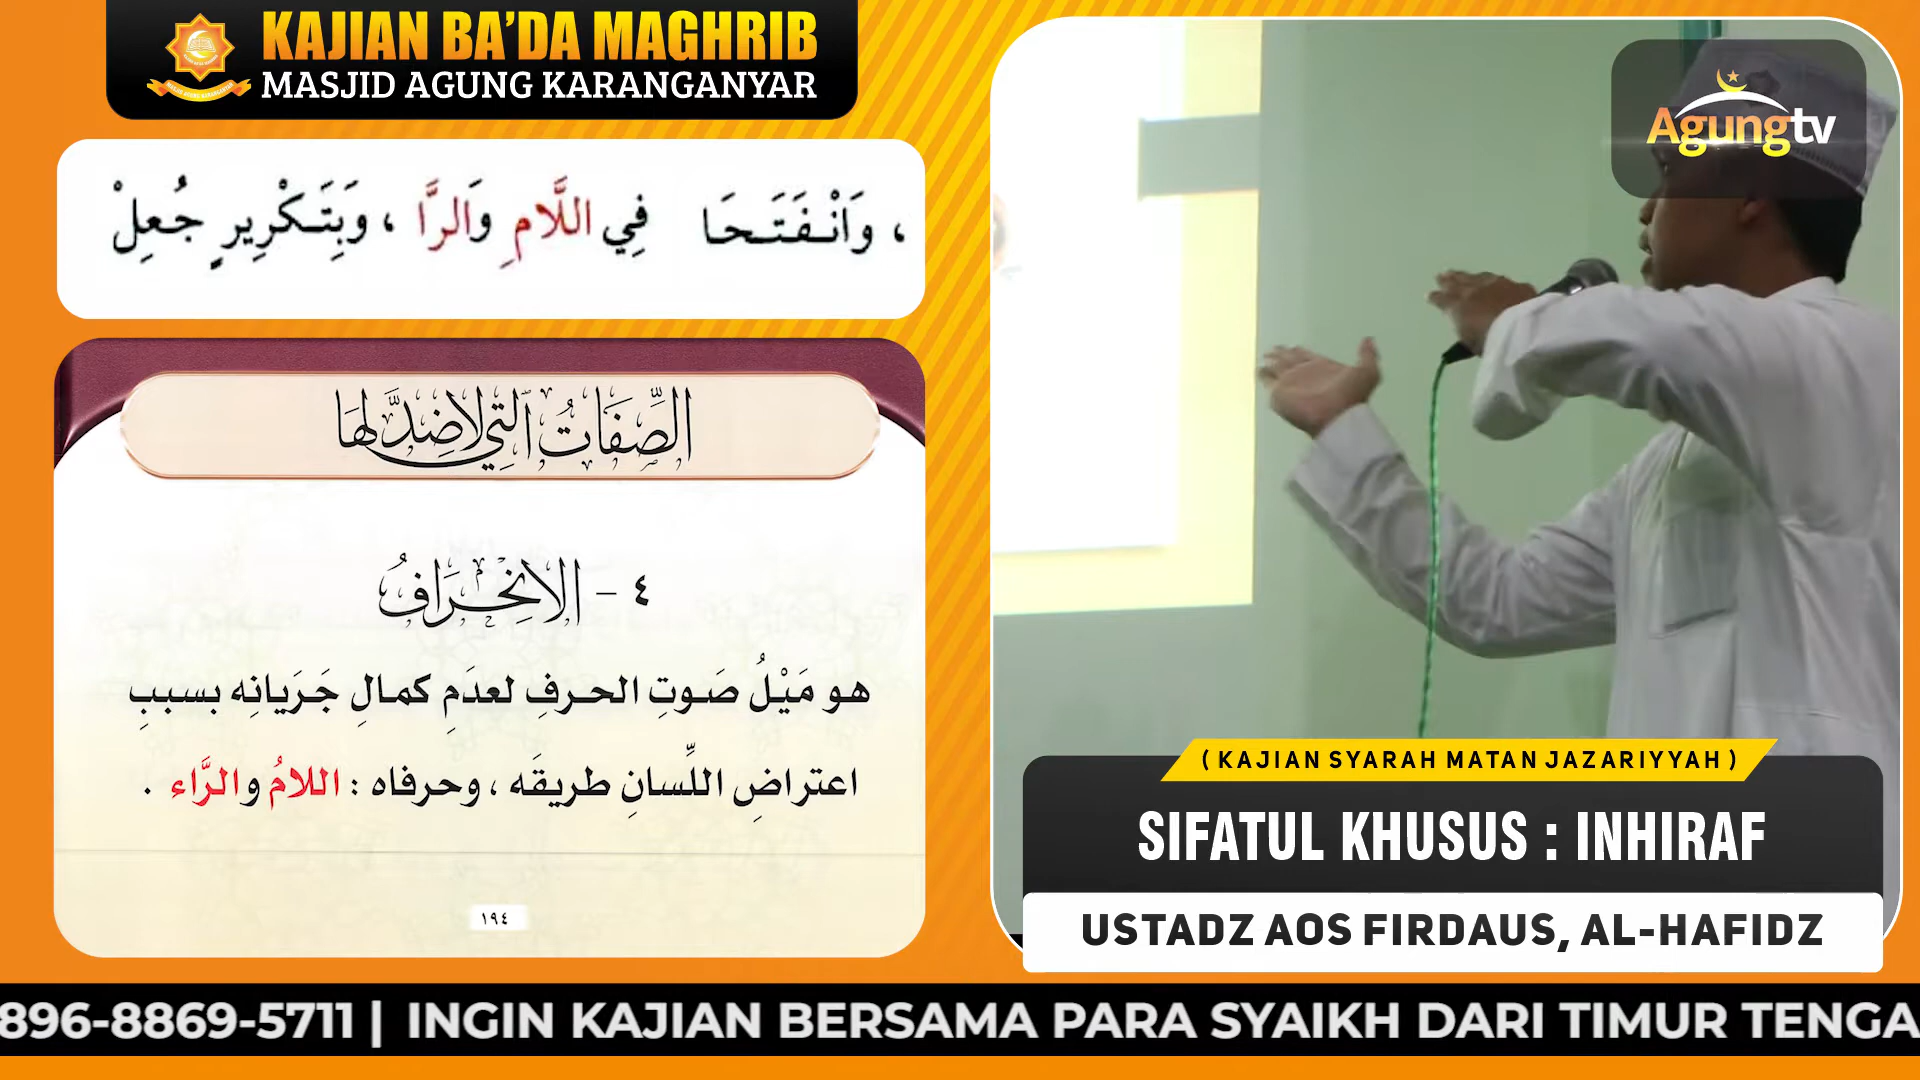 KAJIAN BA'DA MAGHRIB
MASJID AGUNG KARANGANYAR
، وَانْفَتَحَا فِي اللَّامِ وَالرَّا ، وَبِتَكْرِيرٍ جُعِلْ
الصِّفَاتُ الَّتِي لَا ضِدَّ لَهَا
٤ - الِانْحِرَافُ
هو مَيْلُ صَوتِ الحرفِ لعدَمِ كمالِ جَرَيانِه بسببِ
اعتراضِ اللِّسانِ طريقَه ، وحرفاه : اللامُ والرَّاء .
١٩٤
Agungtv
( KAJIAN SYARAH MATAN JAZARIYYAH )
SIFATUL KHUSUS : INHIRAF
USTADZ AOS FIRDAUS, AL-HAFIDZ
896-8869-5711 | INGIN KAJIAN BERSAMA PARA SYAIKH DARI TIMUR TENGA